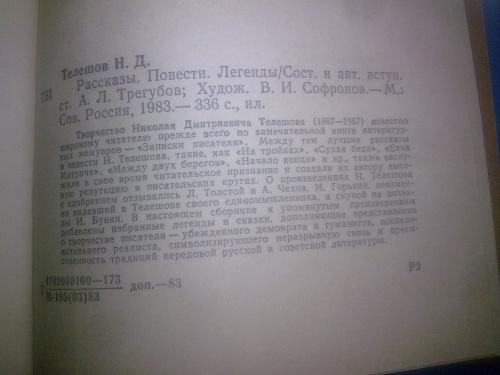 Телешов Н. Д.
Т31 Рассказы. Повести. Легенды/Сост. и авт. вступ.
ст. А. Л. Трегубов; Худож. В. И. Софронов.— М.:
Сов. Россия, 1983.— 336 с., ил.
Творчество Николая Дмитриевича Телешова (1867—1957) известно
широкому читателю прежде всего по замечательной книге литератур-
ных мемуаров — «Записки писателя». Между тем лучшие рассказы
и повести Н. Телешова, такие, как «На тройках», «Сухая беда», «Елка
Митрича», «Между двух берегов», «Начало конца» и др., также заслу-
жили в свое время читательское признание и создали их автору высо-
кую репутацию в писательских кругах. О произведениях Н. Телешова
с одобрением отзывались Л. Толстой и А. Чехов, М. Горький, неизмен-
но видевший в Телешове своего единомышленника, и скупой на похва-
лы И. Бунин. В настоящем сборнике к упомянутым произведениям
добавлены избранные легенды и сказки, дополняющие представление
о творчестве писателя — убежденного демократа и гуманиста, последо-
вательного реалиста, символизирующего неразрывную связь и преем-
ственность традиций передовой русской и советской литературы.
4702010100—173
М-105(03)83 доп.—83
Р2